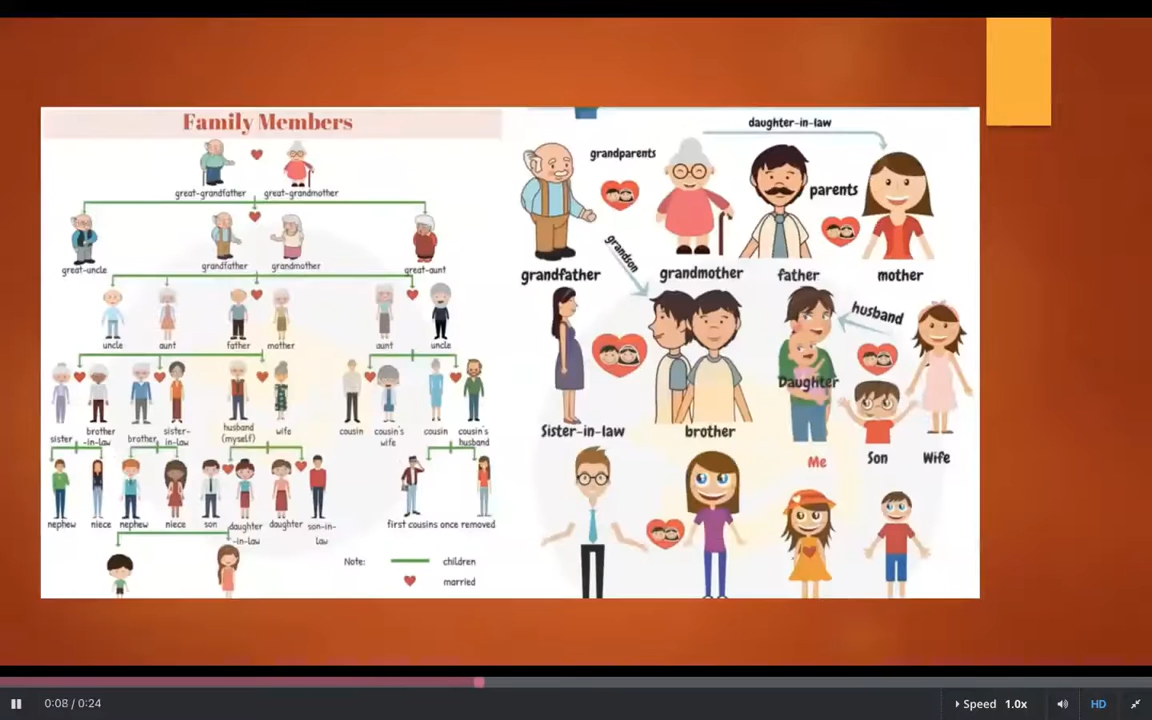 Family Members
great-grandfather great-grandmother
great-uncle grandfather grandmother great-aunt
uncle aunt father mother aunt uncle
sister brother -in-law brother sister- in-law husband (myself) wife cousin cousin's wife cousin cousin's husband
nephew niece nephew niece son daughter -in-law daughter son-in- law first cousins once removed
Note: children
married
daughter-in-law
grandparents
parents
grandson
grandfather grandmother father mother
husband
Daughter
Sister-in-law brother
Me Son Wife
0:08 / 0:24 Speed 1.0x HD